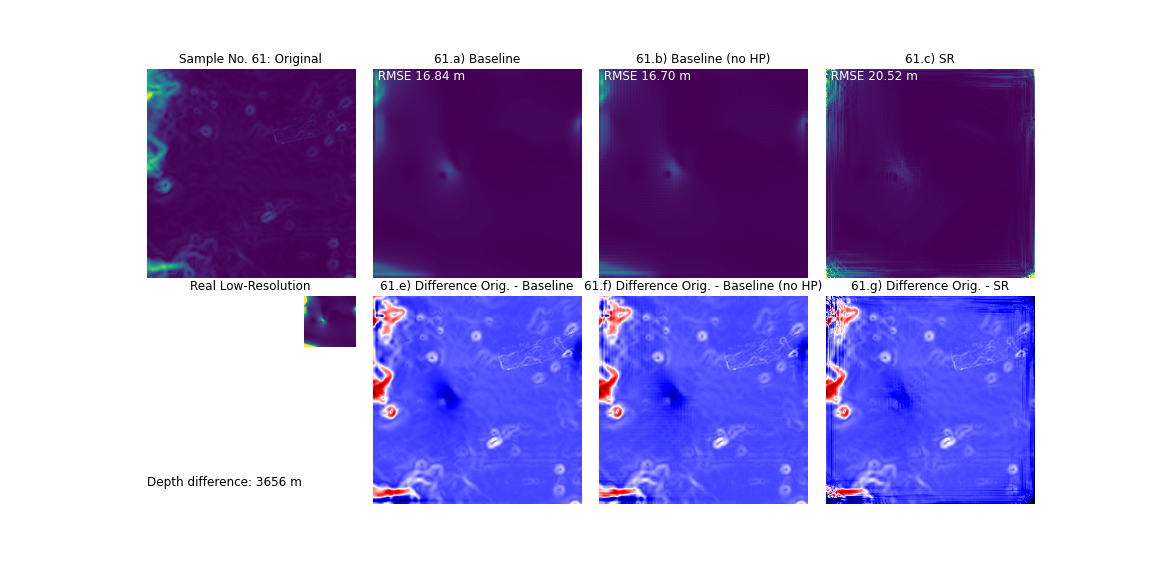 Sample No. 61: Original
61.a) Baseline
61.b) Baseline (no HP)
61.c) SR
RMSE 16.84 m
RMSE 16.70 m
RMSE 20.52 m
Real Low-Resolution
61.e) Difference Orig. - Baseline
61.f) Difference Orig. - Baseline (no HP)
61.g) Difference Orig. - SR
Depth difference: 3656 m